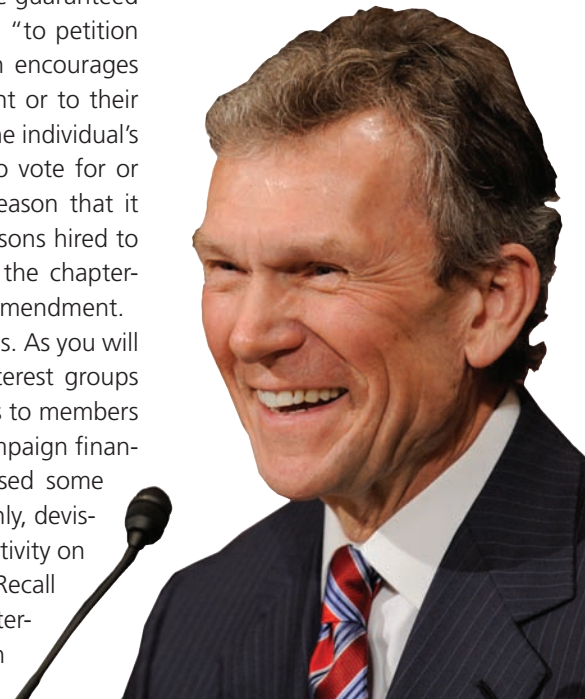 guaranteed
“to petition
encourages
nt or to their
ne individual’s
o vote for or
eason that it
sons hired to
the chapter-
mendment.
s. As you will
terest groups
s to members
mpaign finan-
sed some
nly, devis-
tivity on
Recall
ter-